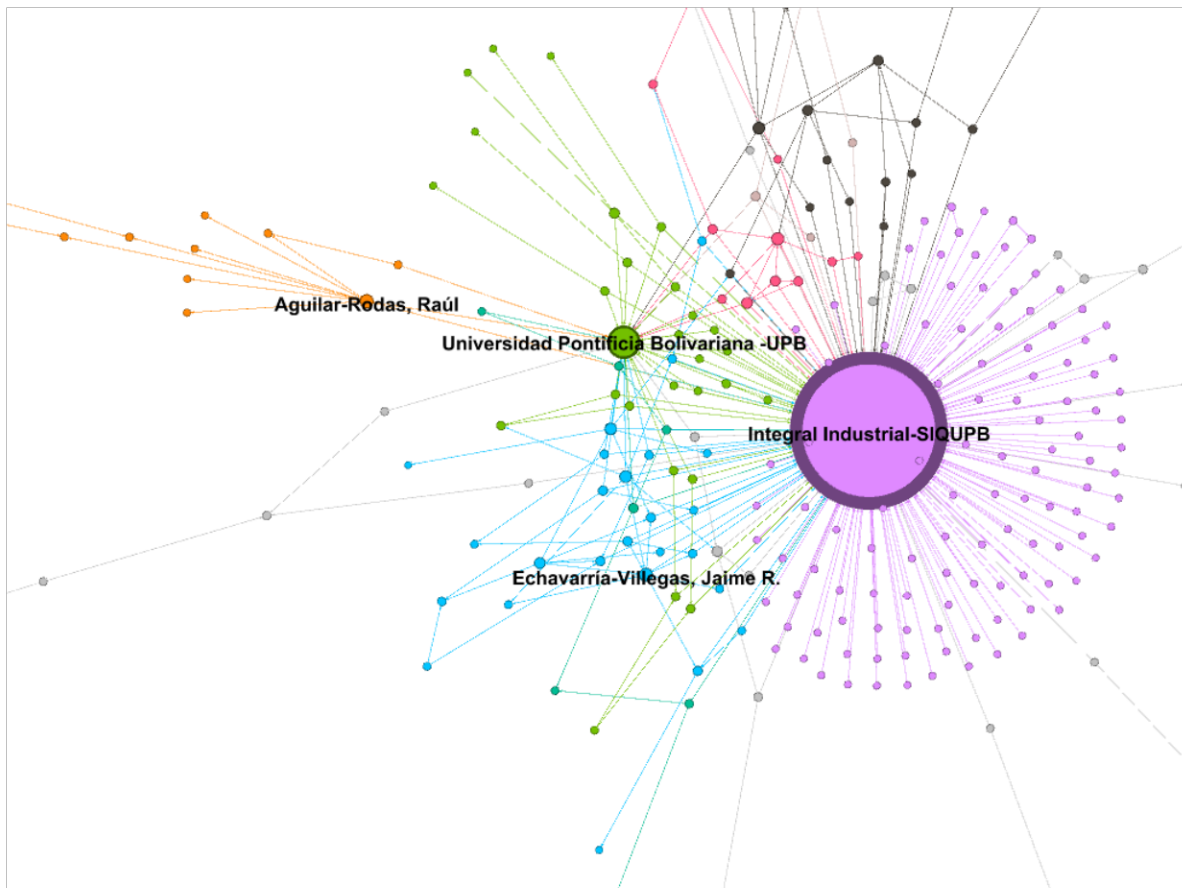 Aguilar-Rodas, Raúl
Universidad Pontificia Bolivariana -UPB
Integral Industrial-SIQUPB
Echavarría-Villegas, Jaime R.